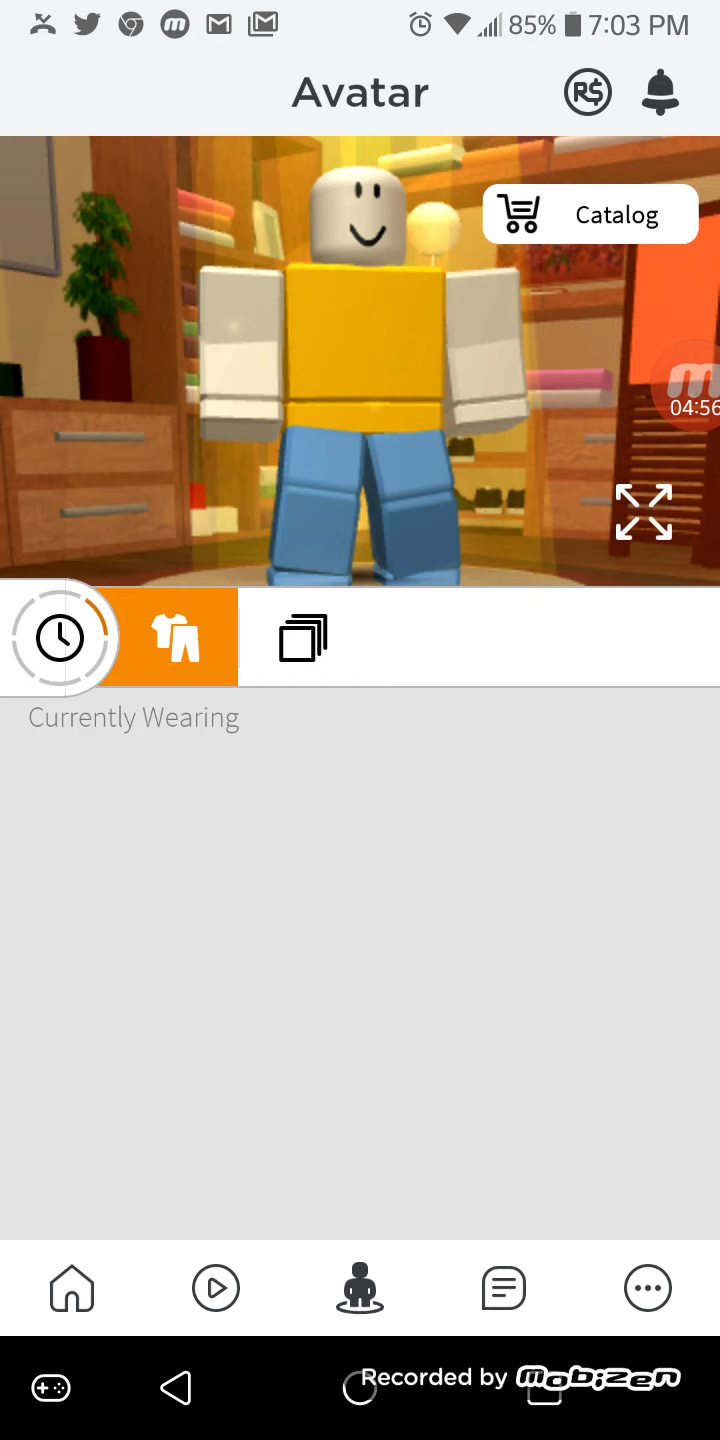 85% 7:03 PM
Avatar
R$
Catalog
m
04:56
Currently Wearing
Recorded by mobizen